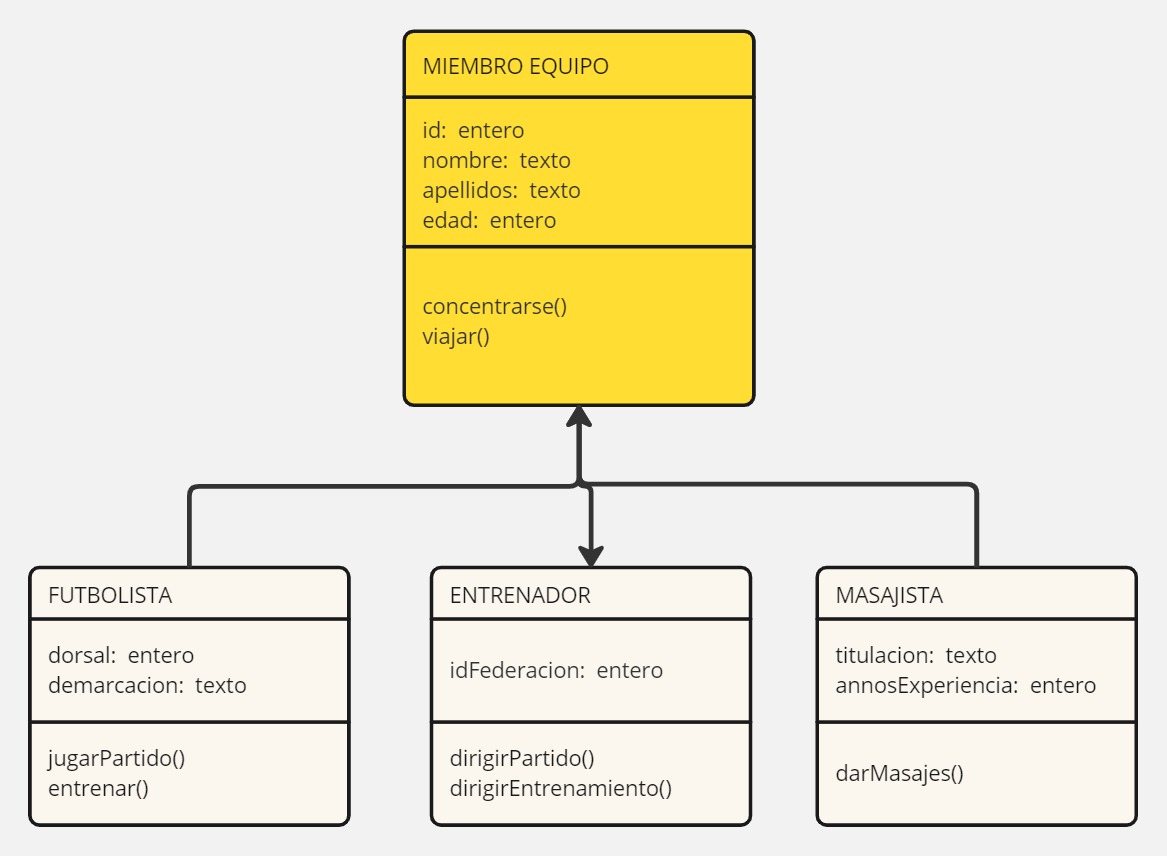 MIEMBRO EQUIPO
id: entero
nombre: texto
apellidos: texto
edad: entero
concentrarse()
viajar()
FUTBOLISTA
dorsal: entero
demarcacion: texto
jugarPartido()
entrenar()
ENTRENADOR
idFederacion: entero
dirigirPartido()
dirigirEntrenamiento()
MASAJISTA
titulacion: texto
annosExperiencia: entero
darMasajes()